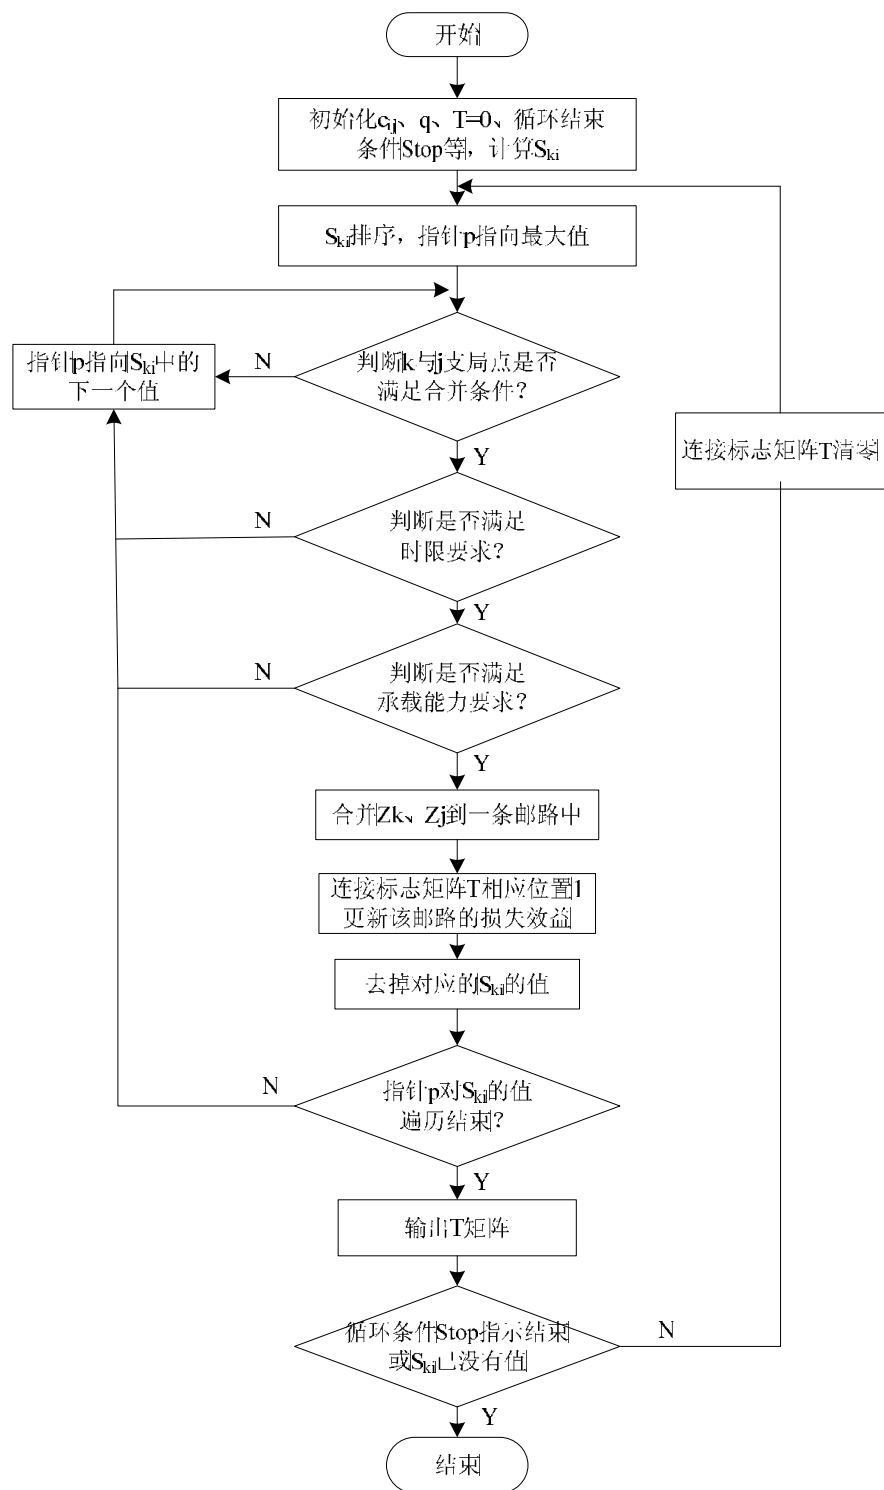 开始
初始化cij、q、T=0、循环结束
条件Stop等，计算Ski
Ski排序，指针p指向最大值
指针p指向Ski中的
下一个值
N
判断k与j支局点是否
满足合并条件？
Y
连接标志矩阵T清零
N
判断是否满足
时限要求？
Y
N
判断是否满足
承载能力要求？
Y
合并Zk、Zj到一条邮路中
连接标志矩阵T相应位置1
更新该邮路的损失效益
去掉对应的Ski的值
N
指针p对Ski的值
遍历结束？
Y
输出T矩阵
循环条件Stop指示结束
或Ski已没有值
N
Y
结束